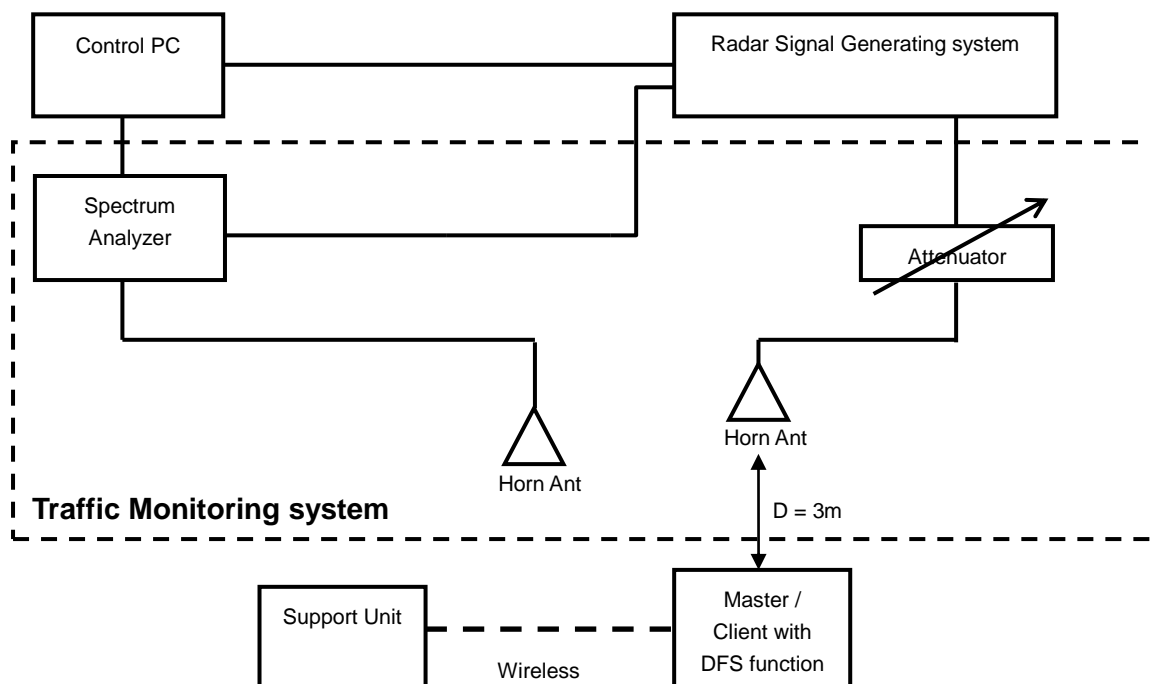 Control PC
Radar Signal Generating system
Spectrum
Analyzer
Attenuator
Horn Ant
Horn Ant
Traffic Monitoring system
D = 3m
Support Unit
Wireless
Master /
Client with
DFS function